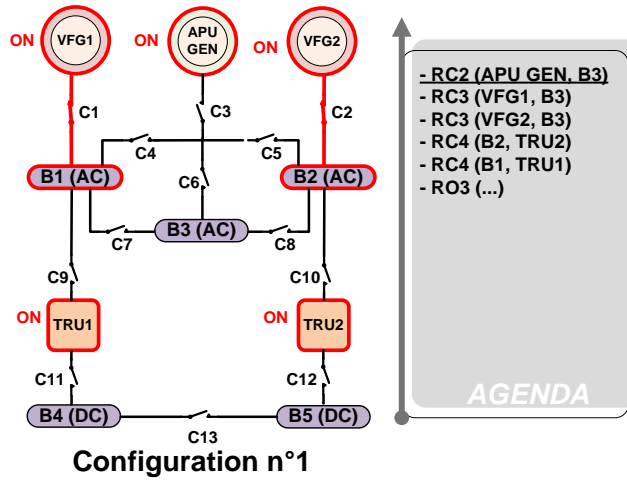 ON VFG1 ON APU GEN ON VFG2
C1 C3 C2
C4 C5
B1 (AC) C6 B2 (AC)
B3 (AC)
C7 C8
C9 C10
ON TRU1 ON TRU2
C11 C12
B4 (DC) B5 (DC)
C13
Configuration n°1
- RC2 (APU GEN, B3)
- RC3 (VFG1, B3)
- RC3 (VFG2, B3)
- RC4 (B2, TRU2)
- RC4 (B1, TRU1)
- RO3 (...)
AGENDA